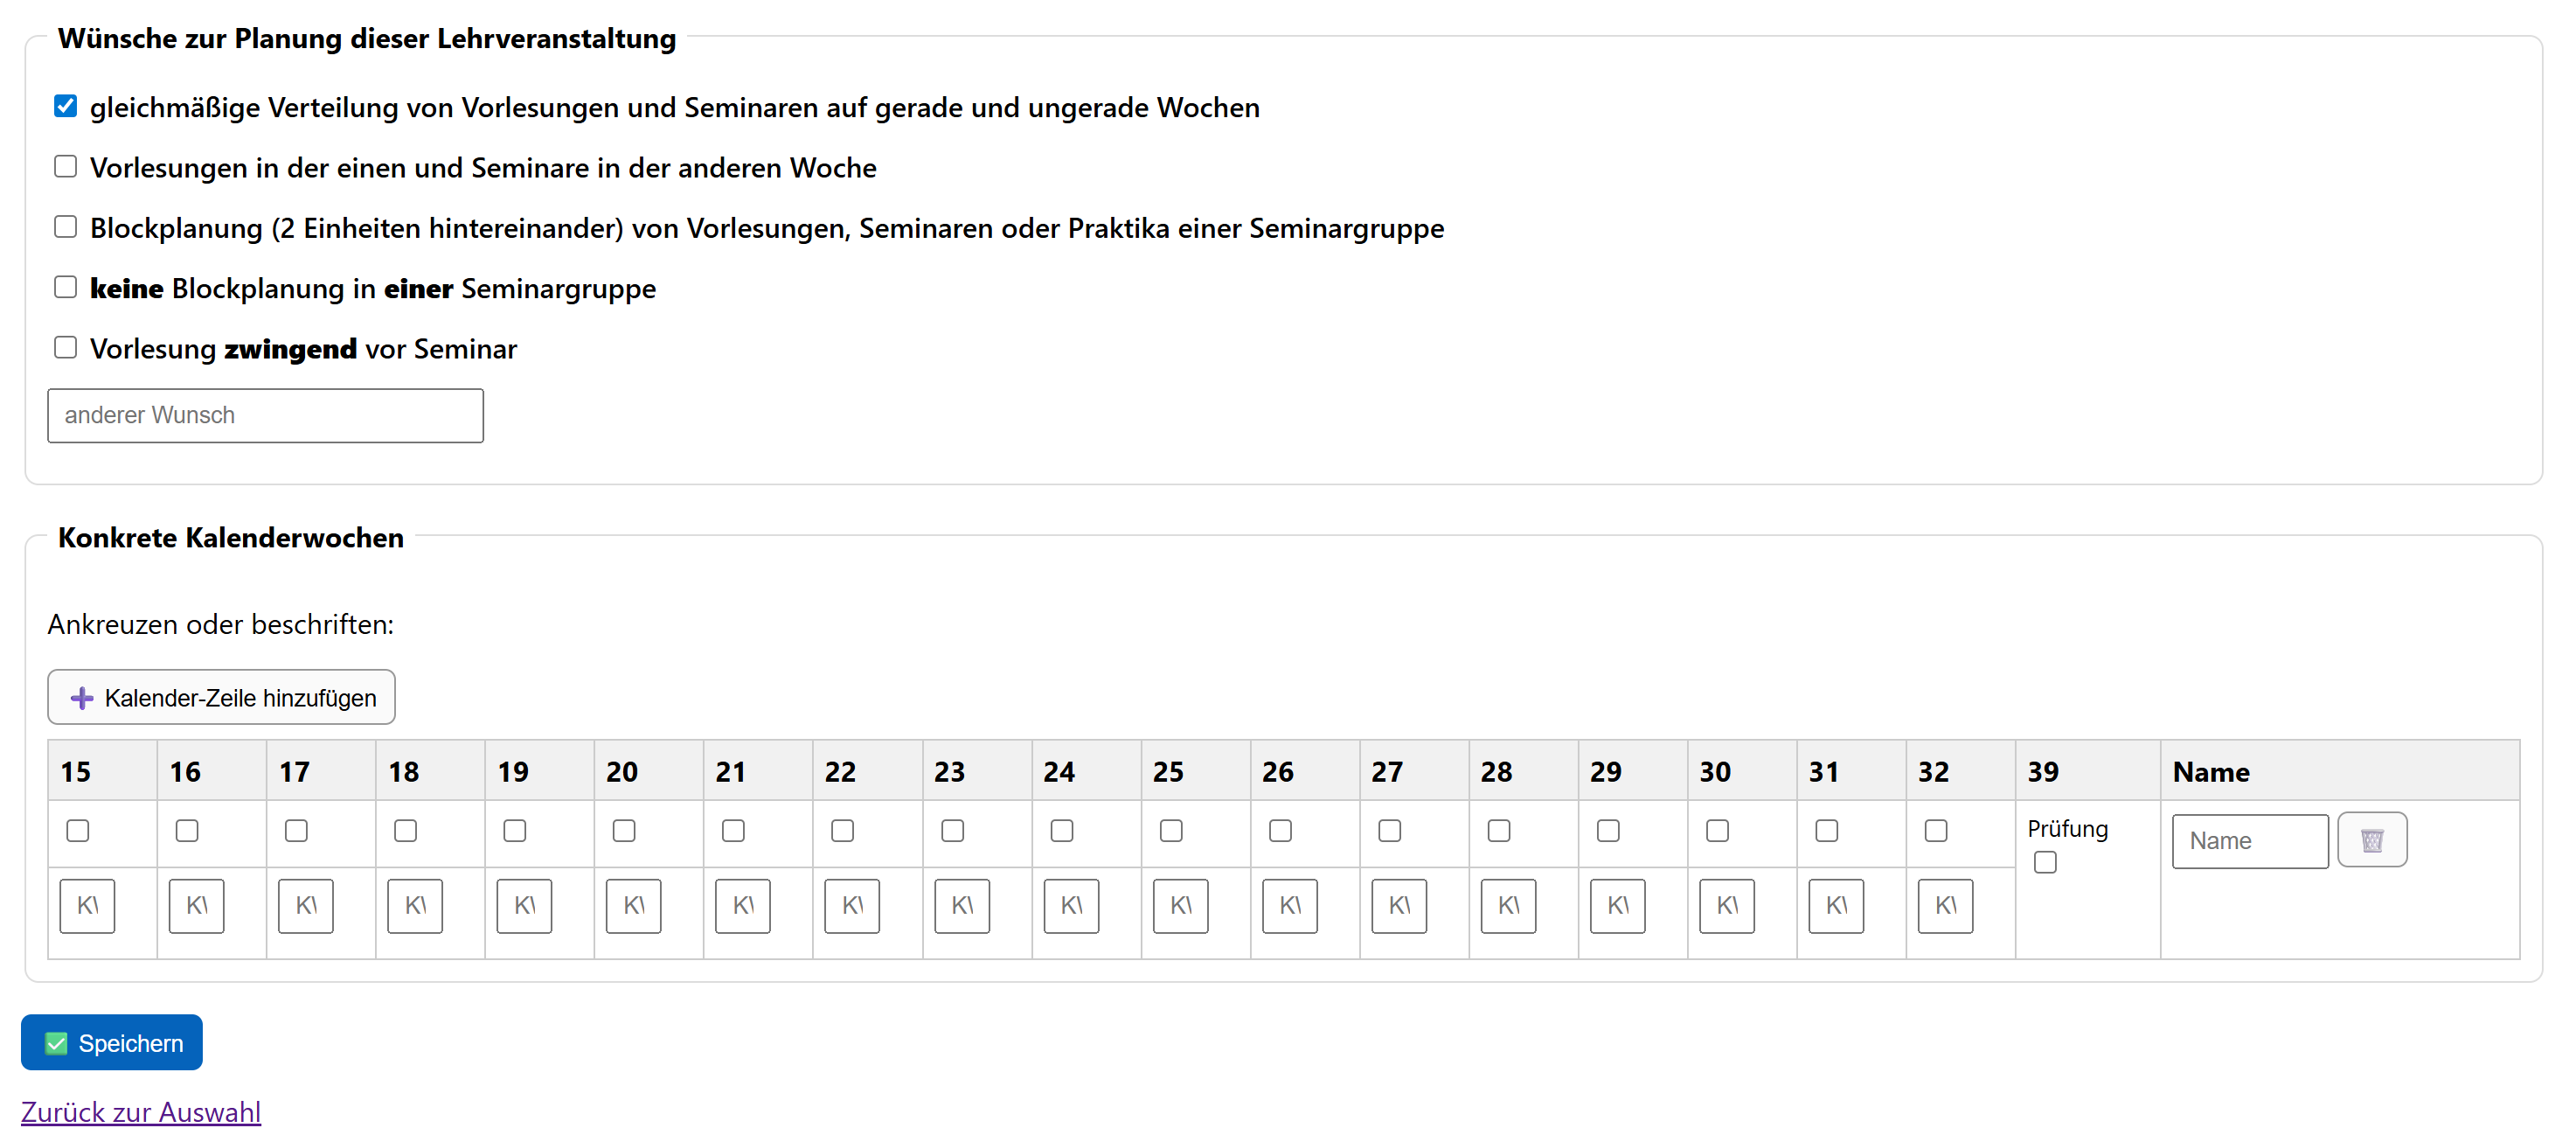 Wünsche zur Planung dieser Lehrveranstaltung
gleichmäßige Verteilung von Vorlesungen und Seminaren auf gerade und ungerade Wochen
Vorlesungen in der einen und Seminare in der anderen Woche
Blockplanung (2 Einheiten hintereinander) von Vorlesungen, Seminaren oder Praktika einer Seminargruppe
keine Blockplanung in einer Seminargruppe
Vorlesung zwingend vor Seminar
anderer Wunsch
Konkrete Kalenderwochen
Ankreuzen oder beschriften:
Kalender-Zeile hinzufügen
15 16 17 18 19 20 21 22 23 24 25 26 27 28 29 30 31 32 39 Name
Prüfung Name
Speichern
Zurück zur Auswahl